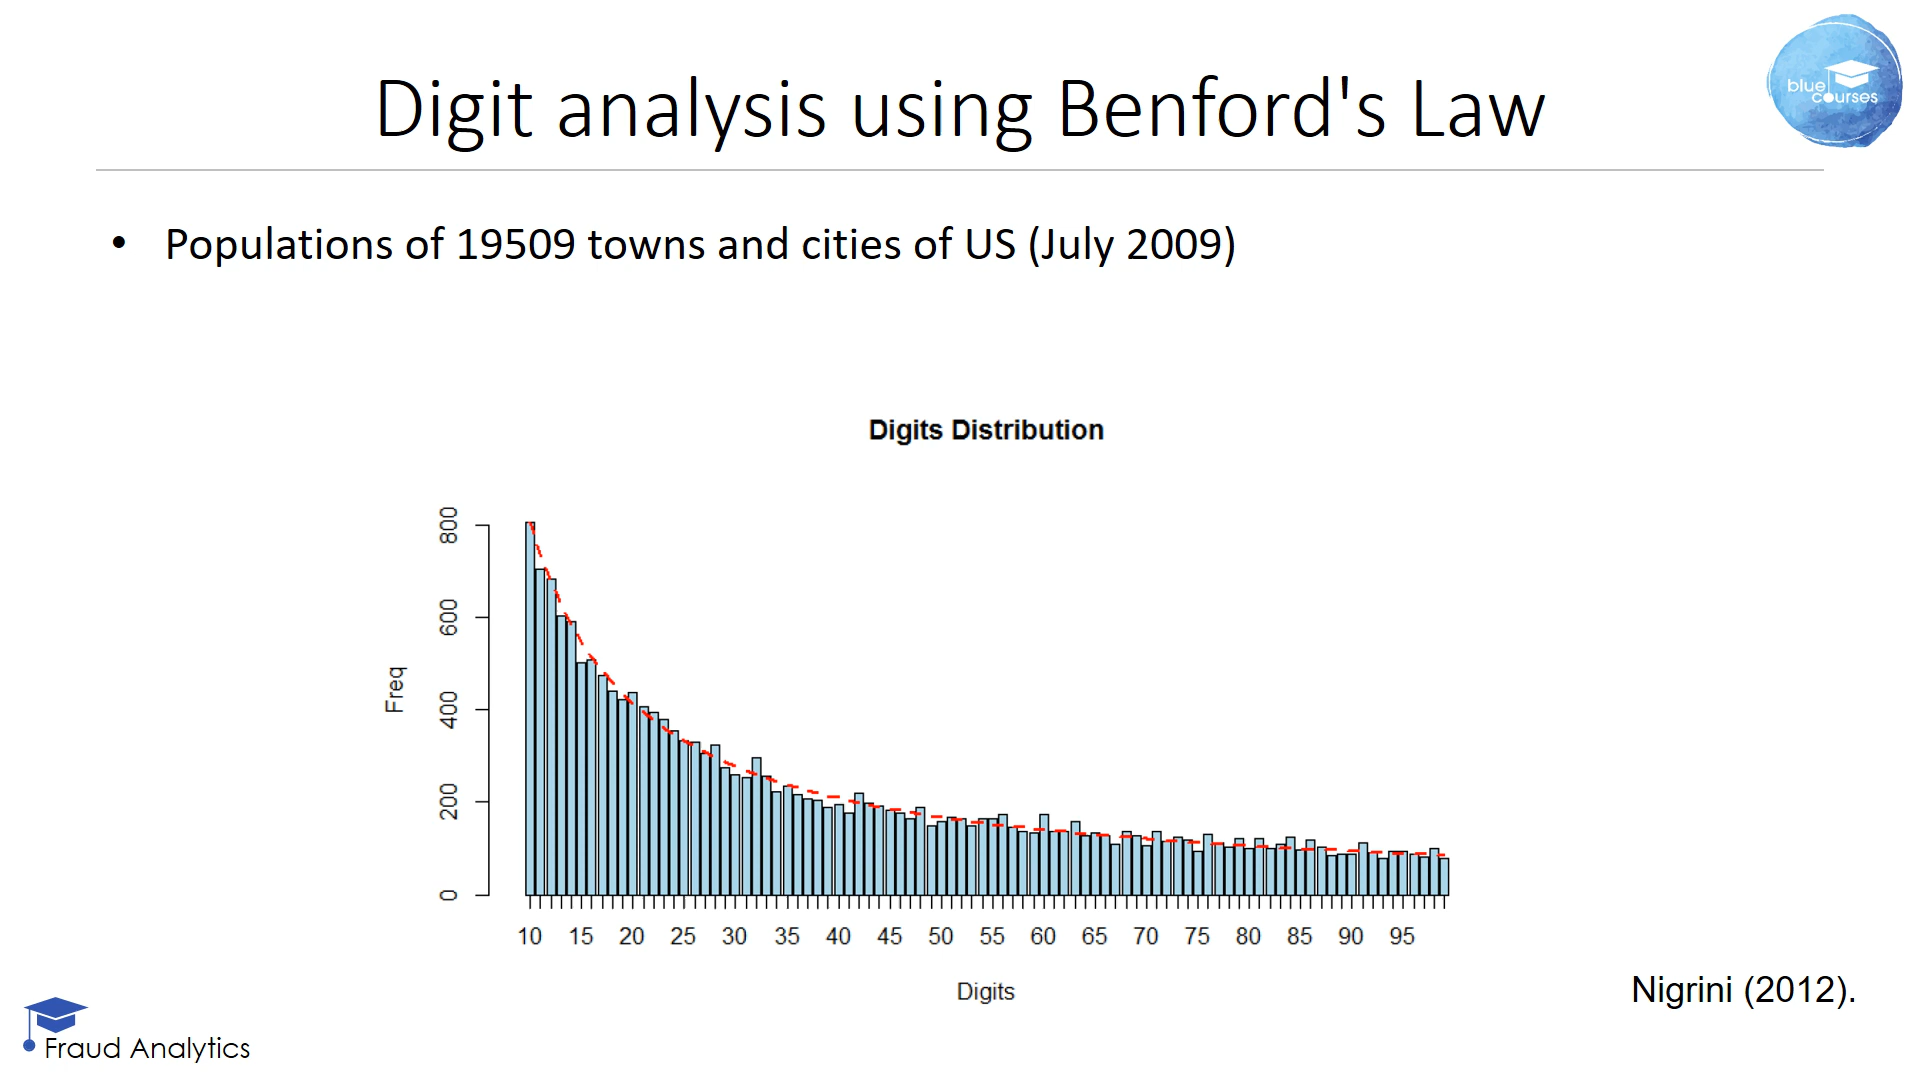 Digit analysis using Benford's Law
blue
courses
• Populations of 19509 towns and cities of US (July 2009)
Digits Distribution
Freq
800
600
400
200
0
10 15 20 25 30 35 40 45 50 55 60 65 70 75 80 85 90 95
Digits
Nigrini (2012).
Fraud Analytics